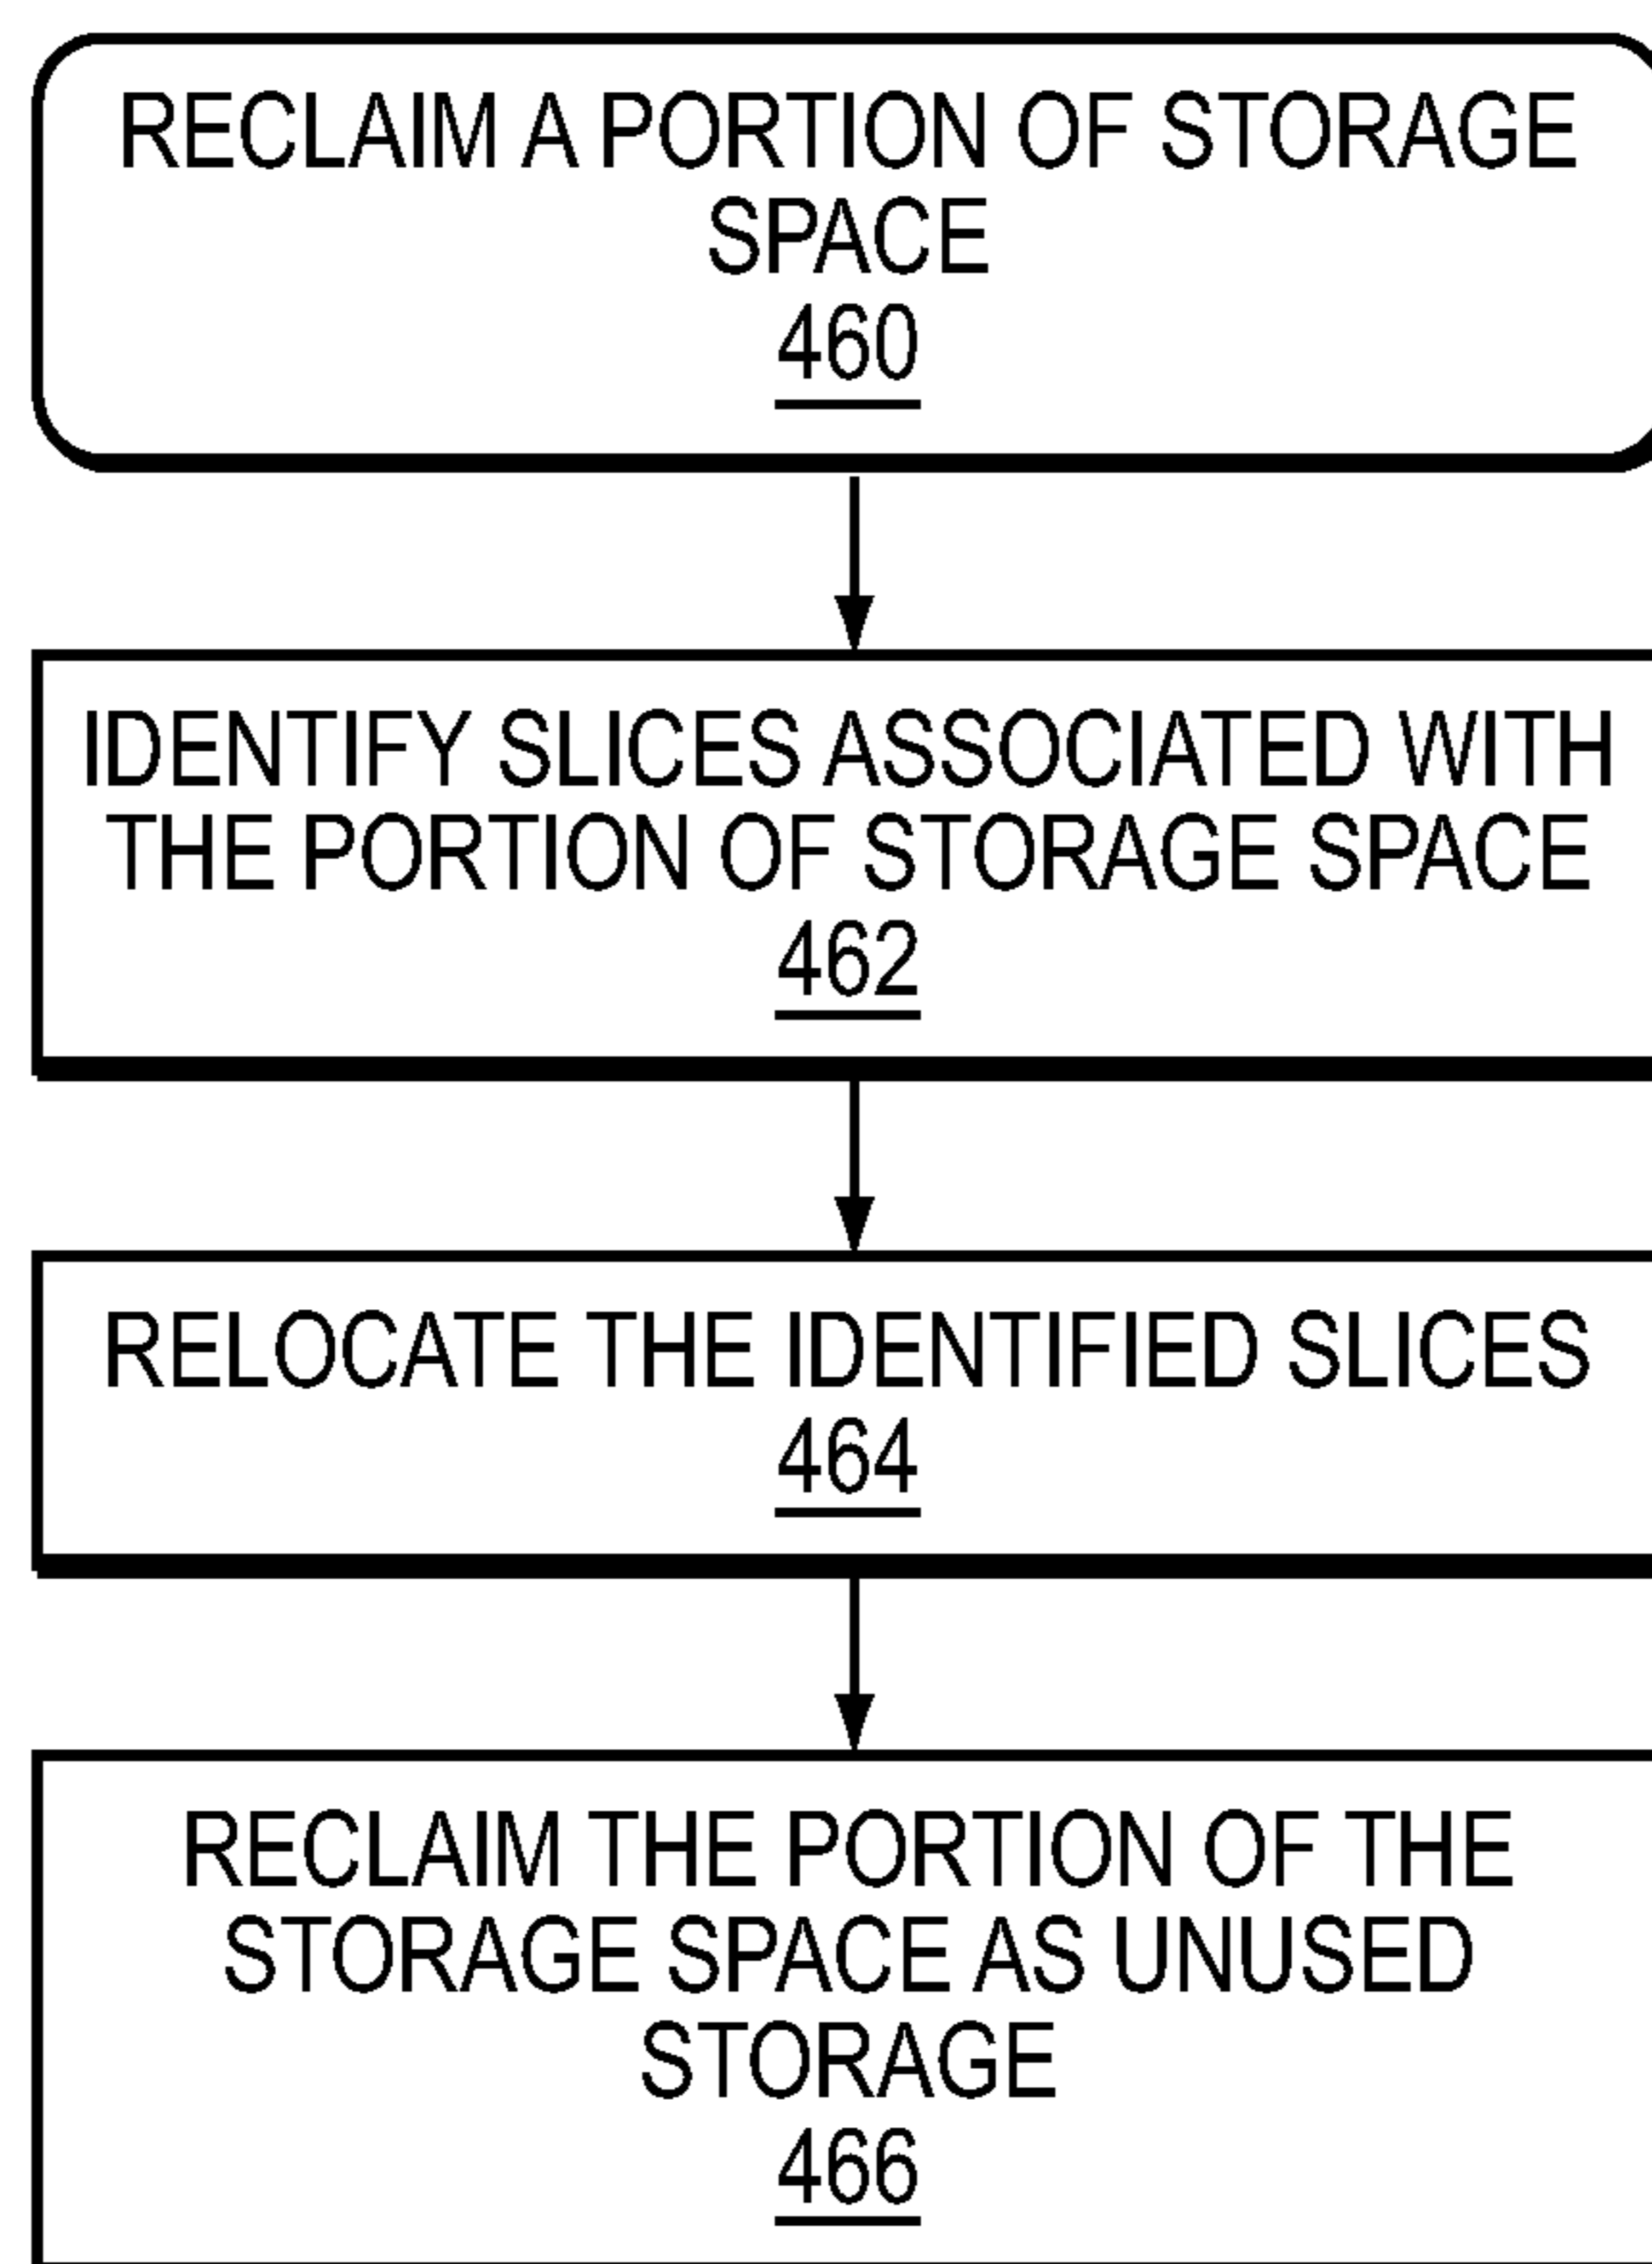 RECLAIM A PORTION OF STORAGE
SPACE
460
IDENTIFY SLICES ASSOCIATED WITH
THE PORTION OF STORAGE SPACE
462
RELOCATE THE IDENTIFIED SLICES
464
RECLAIM THE PORTION OF THE
STORAGE SPACE AS UNUSED
STORAGE
466